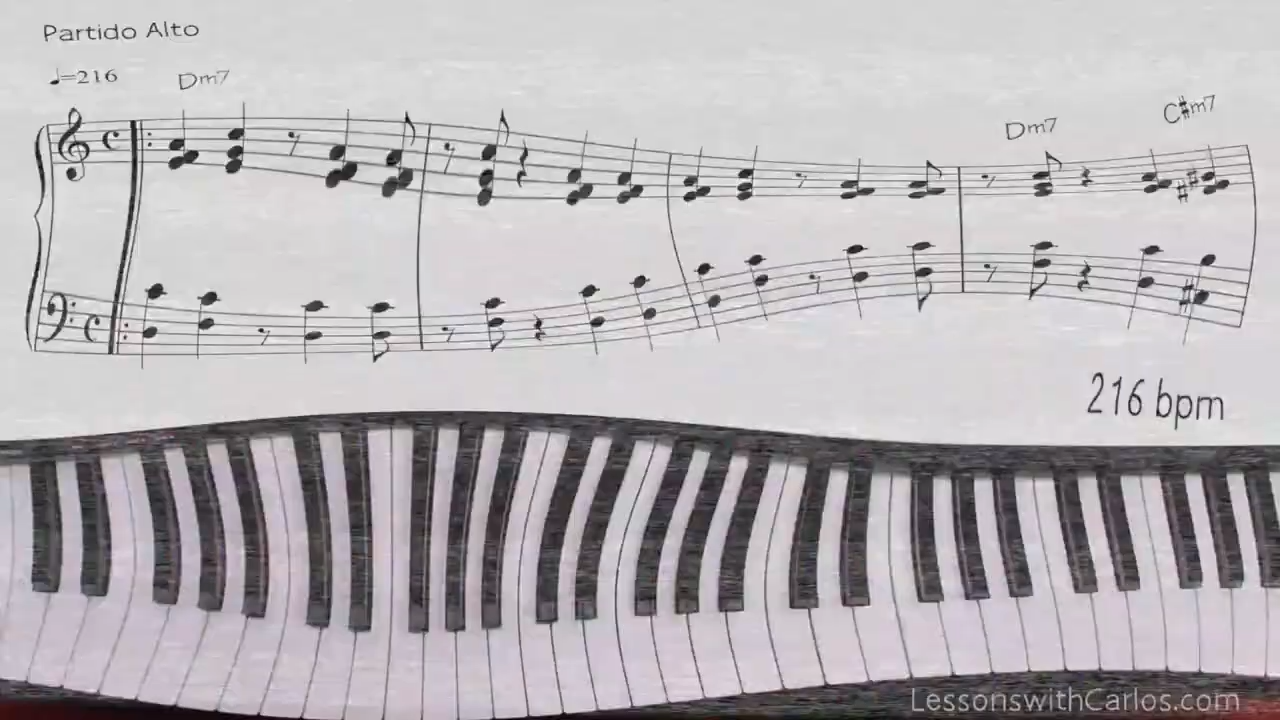 Partido Alto
♩=216
Dm7
Dm7
C#m7
216 bpm
LessonswithCarlos.com